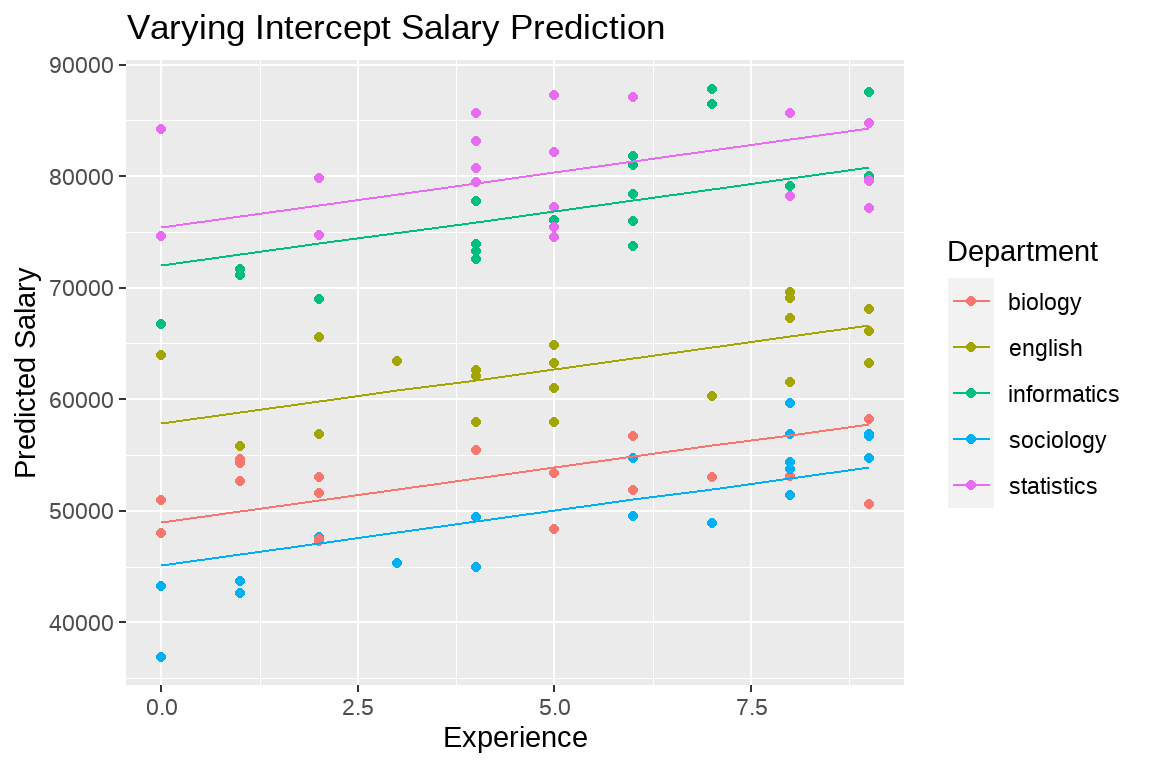 Varying Intercept Salary Prediction
90000
80000
70000
60000
50000
40000
Predicted Salary
0.0
2.5
5.0
7.5
Experience
Department
biology
english
informatics
sociology
statistics